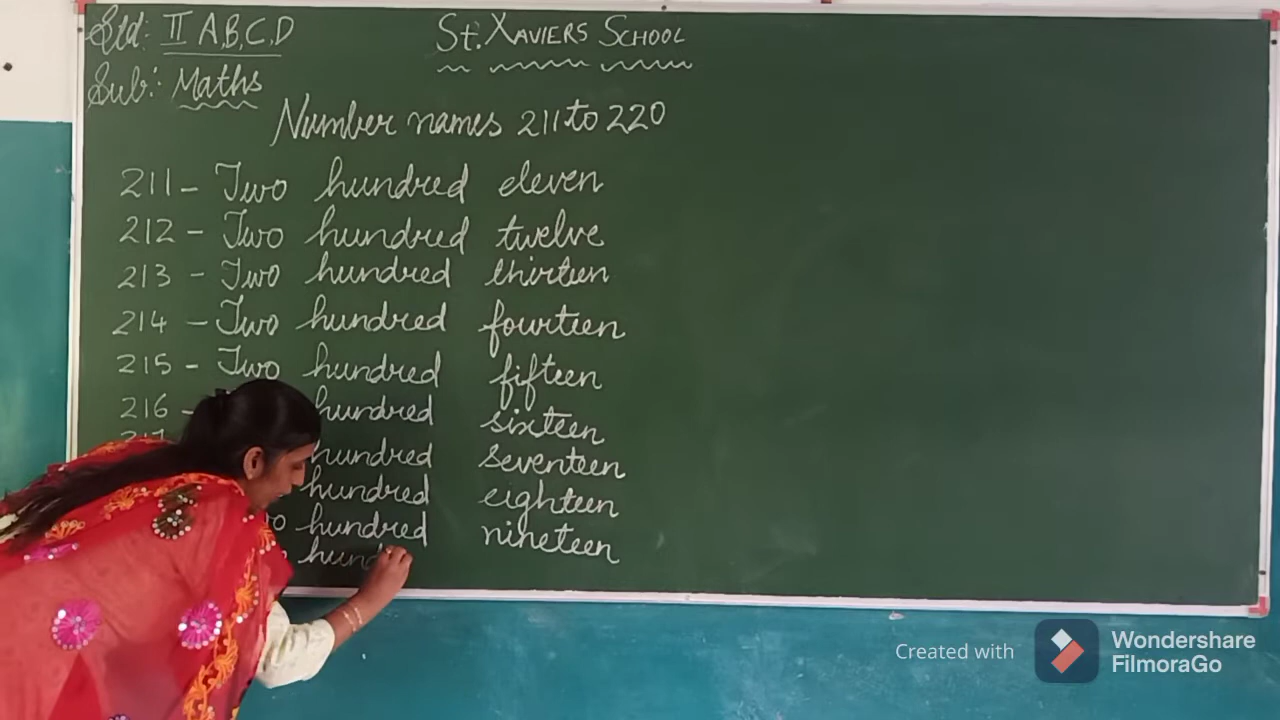 Std: II A,B,C,D
St. XAVIERS SCHOOL
Sub: Maths
Number names 211 to 220
211 - Two hundred eleven
212 - Two hundred twelve
213 - Two hundred thirteen
214 - Two hundred fourteen
215 - Two hundred fifteen
216 - hundred sixteen
hundred seventeen
hundred eighteen
hundred nineteen
Created with Wondershare
FilmoraGo